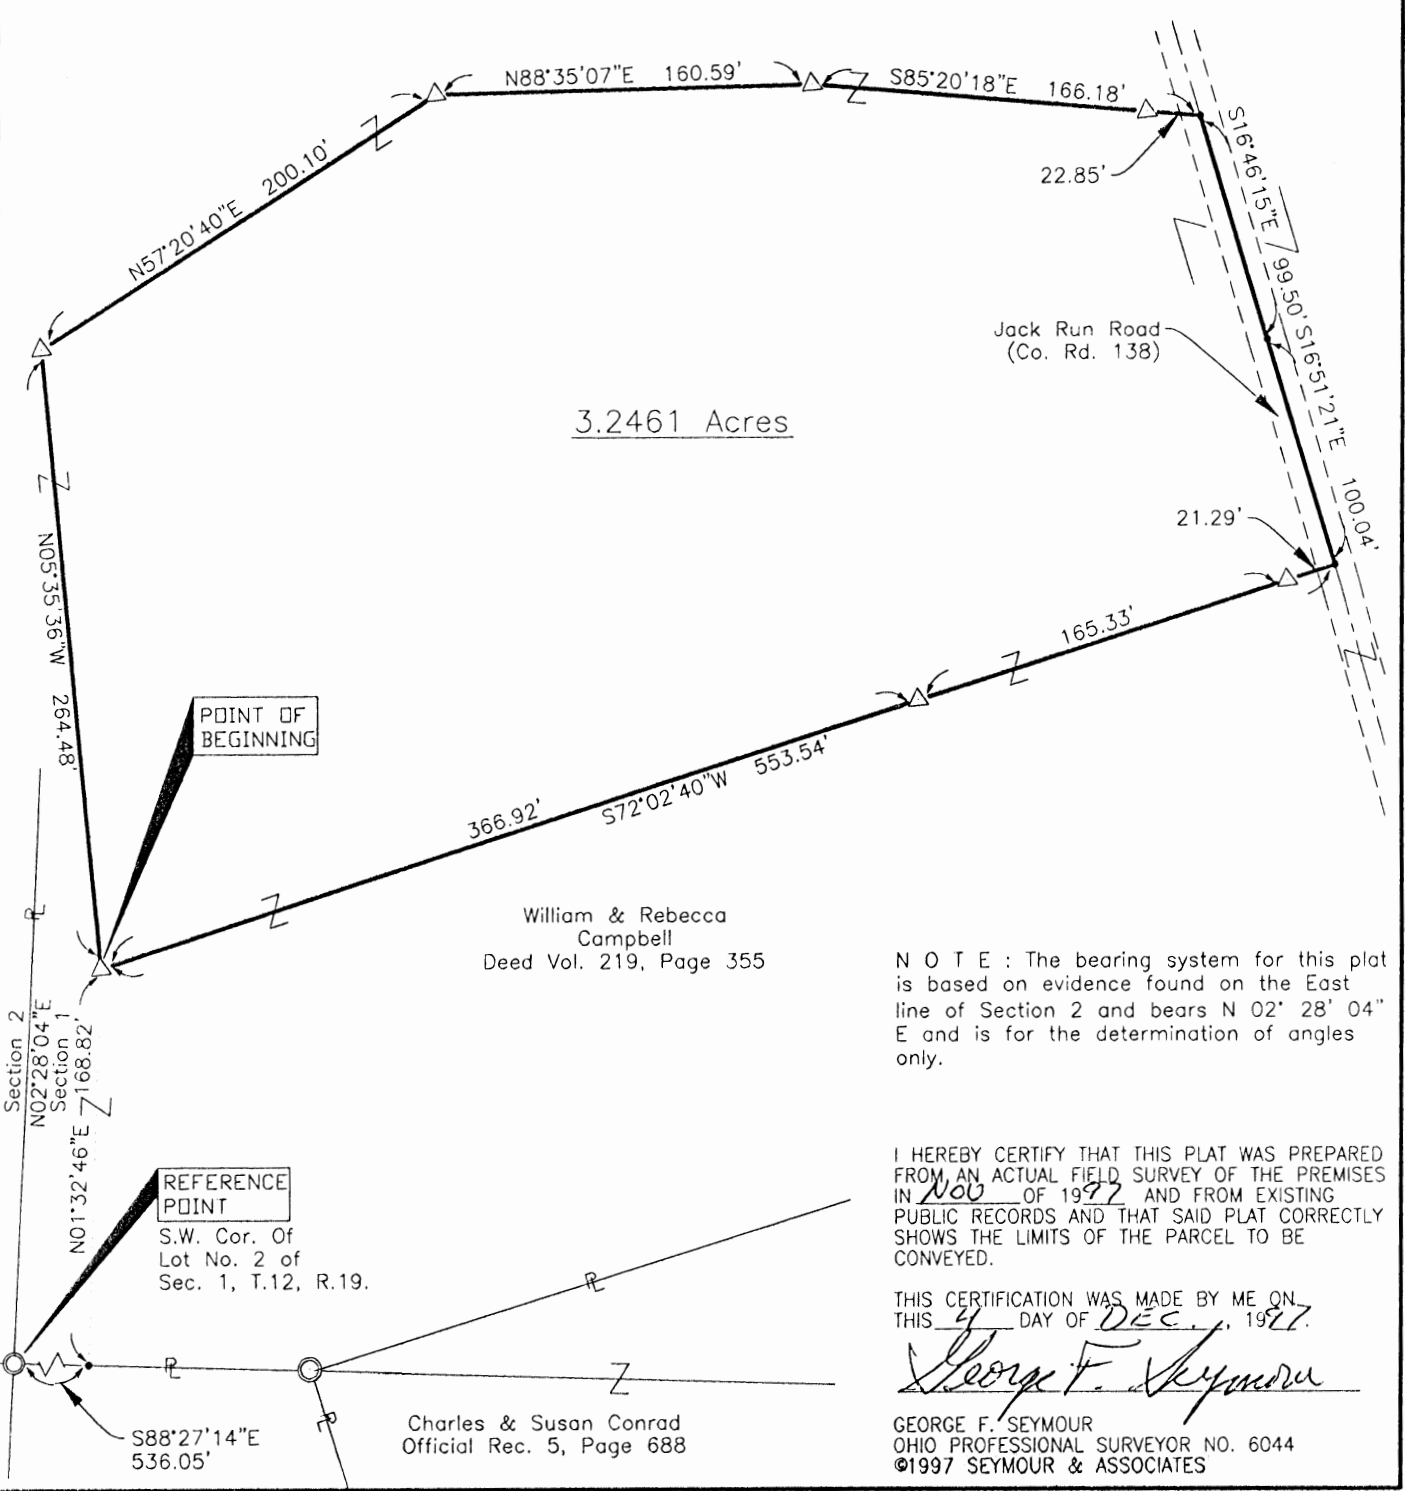 N88°35'07"E 160.59'
S85°20'18"E 166.18'
22.85'
S16°46'15"E 99.50'
S16°51'21"E 100.04'
N57°20'40"E 200.10'
Jack Run Road
(Co. Rd. 138)
3.2461 Acres
21.29'
165.33'
N05°35'36"W 264.48'
POINT OF
BEGINNING
366.92'
S72°02'40"W 553.54'
William & Rebecca
Campbell
Deed Vol. 219, Page 355
N O T E : The bearing system for this plat
is based on evidence found on the East
line of Section 2 and bears N 02° 28' 04"
E and is for the determination of angles
only.
Section 2
N02°28'04"E
Section 1
N01°32'46"E 168.82'
REFERENCE
POINT
S.W. Cor. Of
Lot No. 2 of
Sec. 1, T.12, R.19.
S88°27'14"E
536.05'
Charles & Susan Conrad
Official Rec. 5, Page 688
I HEREBY CERTIFY THAT THIS PLAT WAS PREPARED
FROM AN ACTUAL FIELD SURVEY OF THE PREMISES
IN NOV OF 1997 AND FROM EXISTING
PUBLIC RECORDS AND THAT SAID PLAT CORRECTLY
SHOWS THE LIMITS OF THE PARCEL TO BE
CONVEYED.
THIS CERTIFICATION WAS MADE BY ME ON
THIS 4 DAY OF DEC., 1997.
George F. Seymour
GEORGE F. SEYMOUR
OHIO PROFESSIONAL SURVEYOR NO. 6044
©1997 SEYMOUR & ASSOCIATES